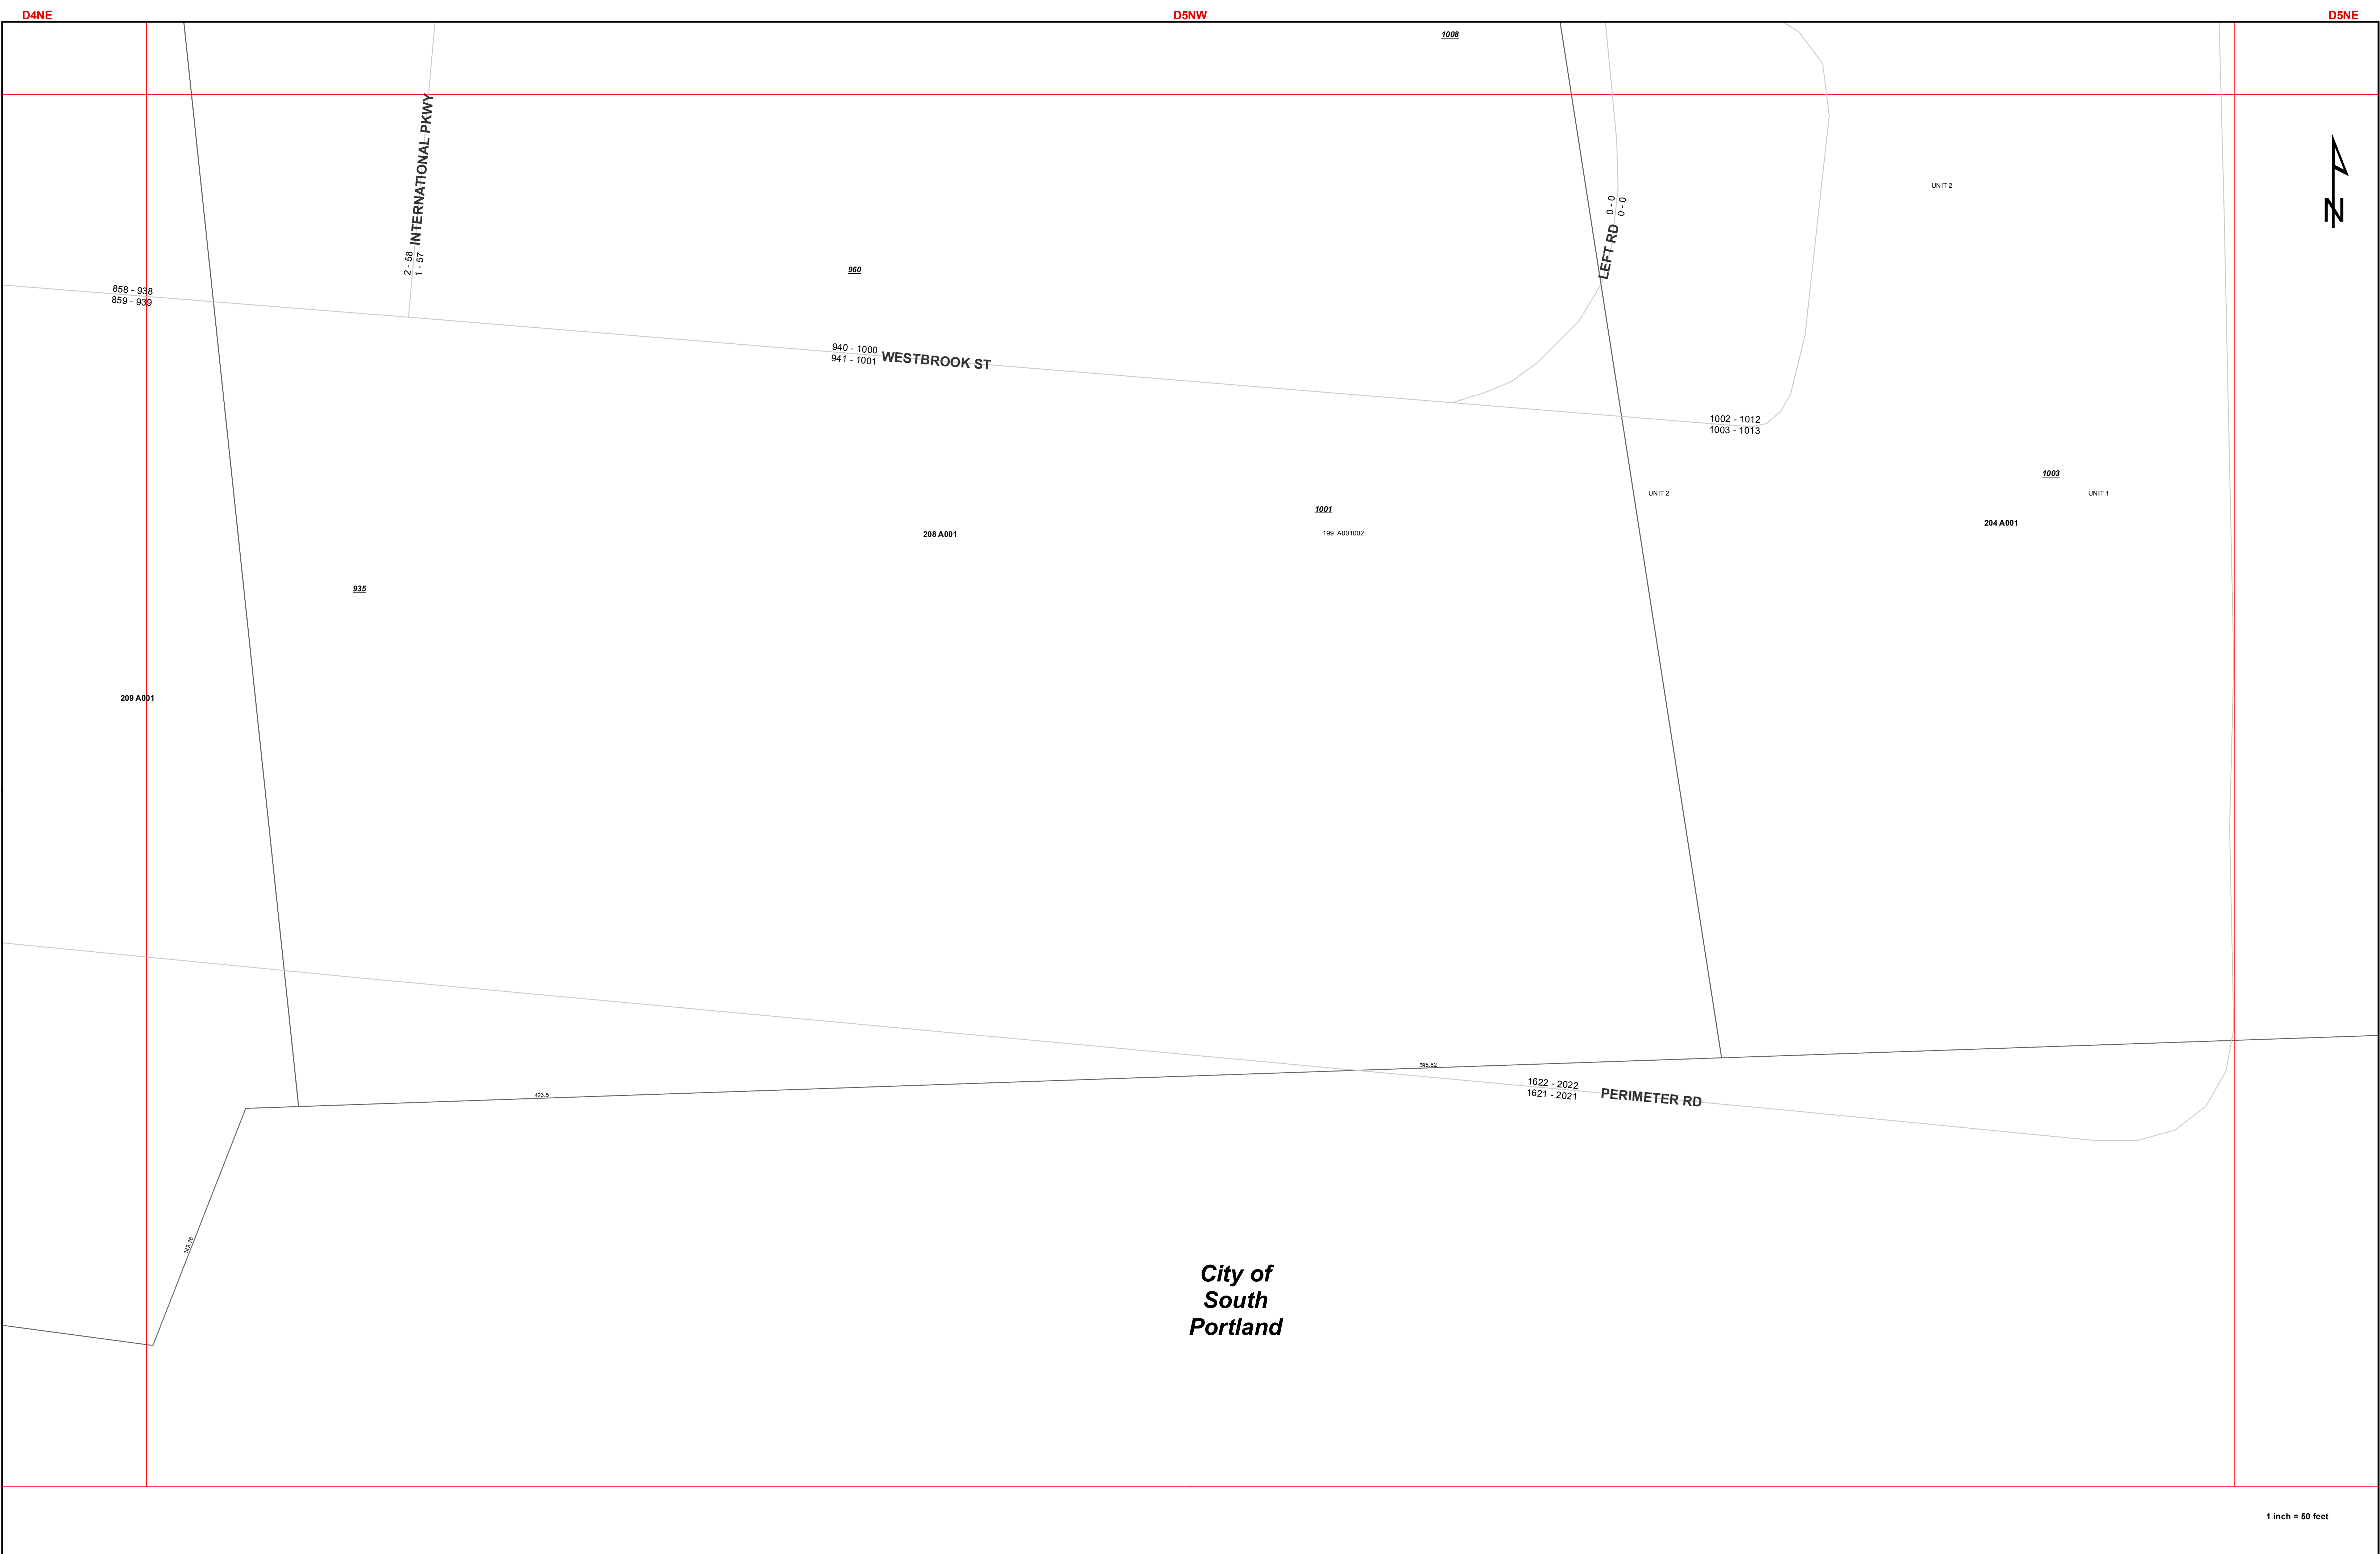 D4NE
D5NW
D5NE
1008
INTERNATIONAL PKWY
2 - 58
1 - 57
UNIT 2
LEFT RD
0 - 0
0 - 0
N
960
858 - 938
859 - 939
940 - 1000
941 - 1001
WESTBROOK ST
1002 - 1012
1003 - 1013
1003
UNIT 2
UNIT 1
1001
204 A001
208 A001
199 A001002
935
209 A001
595.62
423.5
1622 - 2022
1621 - 2021
PERIMETER RD
149.76
City of
South
Portland
1 inch = 50 feet